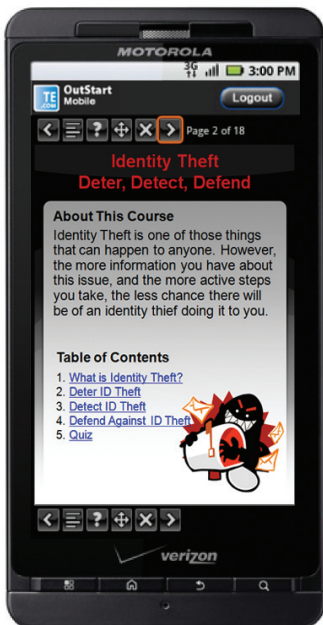 MOTOROLA
3G 3:00 PM
TE
.COM
OutStart
Mobile
Logout
? Page 2 of 18
Identity Theft
Deter, Detect, Defend
About This Course
Identity Theft is one of those things
that can happen to anyone. However,
the more information you have about
this issue, and the more active steps
you take, the less chance there will
be of an identity thief doing it to you.
Table of Contents
1. What is Identity Theft?
2. Deter ID Theft
3. Detect ID Theft
4. Defend Against ID Theft
5. Quiz
?
verizon